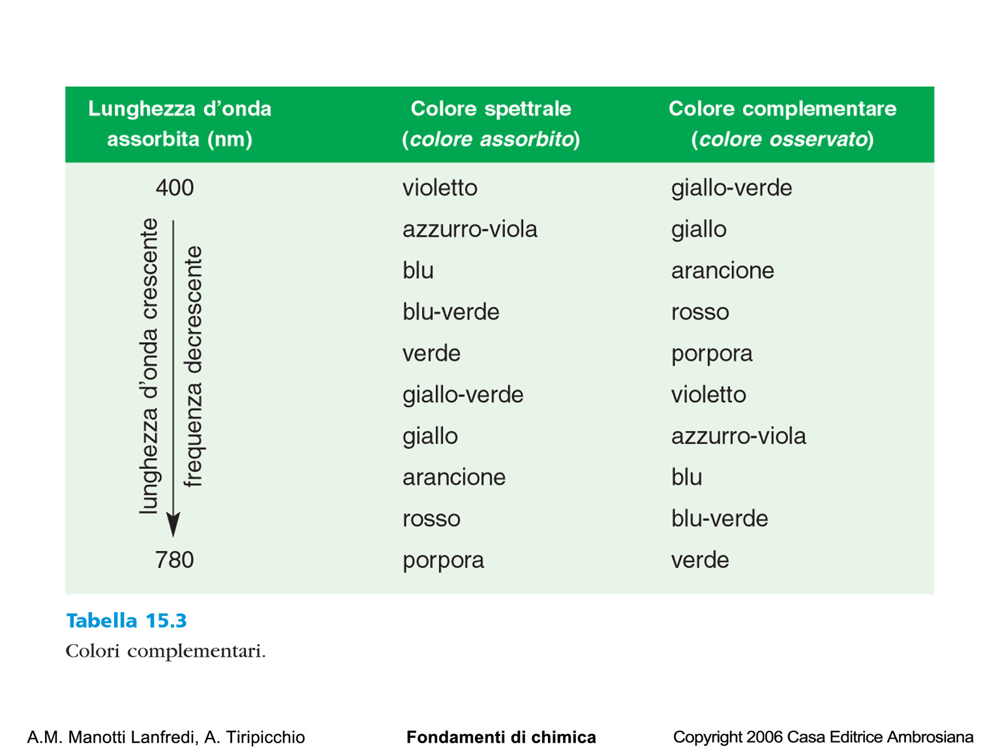 Lunghezza d'onda assorbita (nm)
Colore spettrale (colore assorbito)
Colore complementare (colore osservato)
400 violetto giallo-verde
azzurro-viola giallo
blu arancione
blu-verde rosso
verde porpora
giallo-verde violetto
giallo azzurro-viola
arancione blu
rosso blu-verde
780 porpora verde
lunghezza d'onda crescente
frequenza decrescente
Tabella 15.3
Colori complementari.
A.M. Manotti Lanfredi, A. Tiripicchio Fondamenti di chimica Copyright 2006 Casa Editrice Ambrosiana